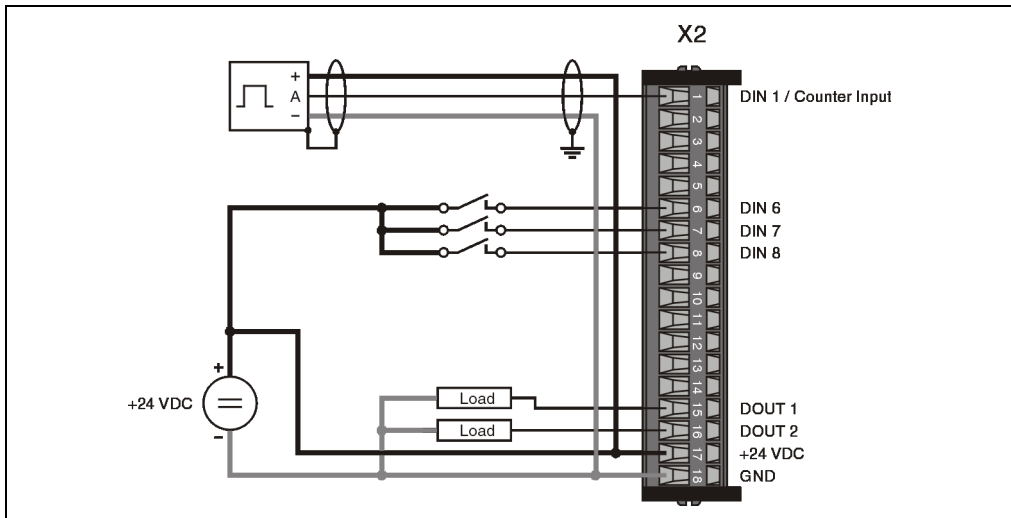 X2
+
A
−
1 DIN 1 / Counter Input
2
3
4
5
6 DIN 6
7 DIN 7
8 DIN 8
9
10
11
12
13
14
+
+24 VDC
−
Load
15 DOUT 1
Load
16 DOUT 2
17 +24 VDC
18 GND